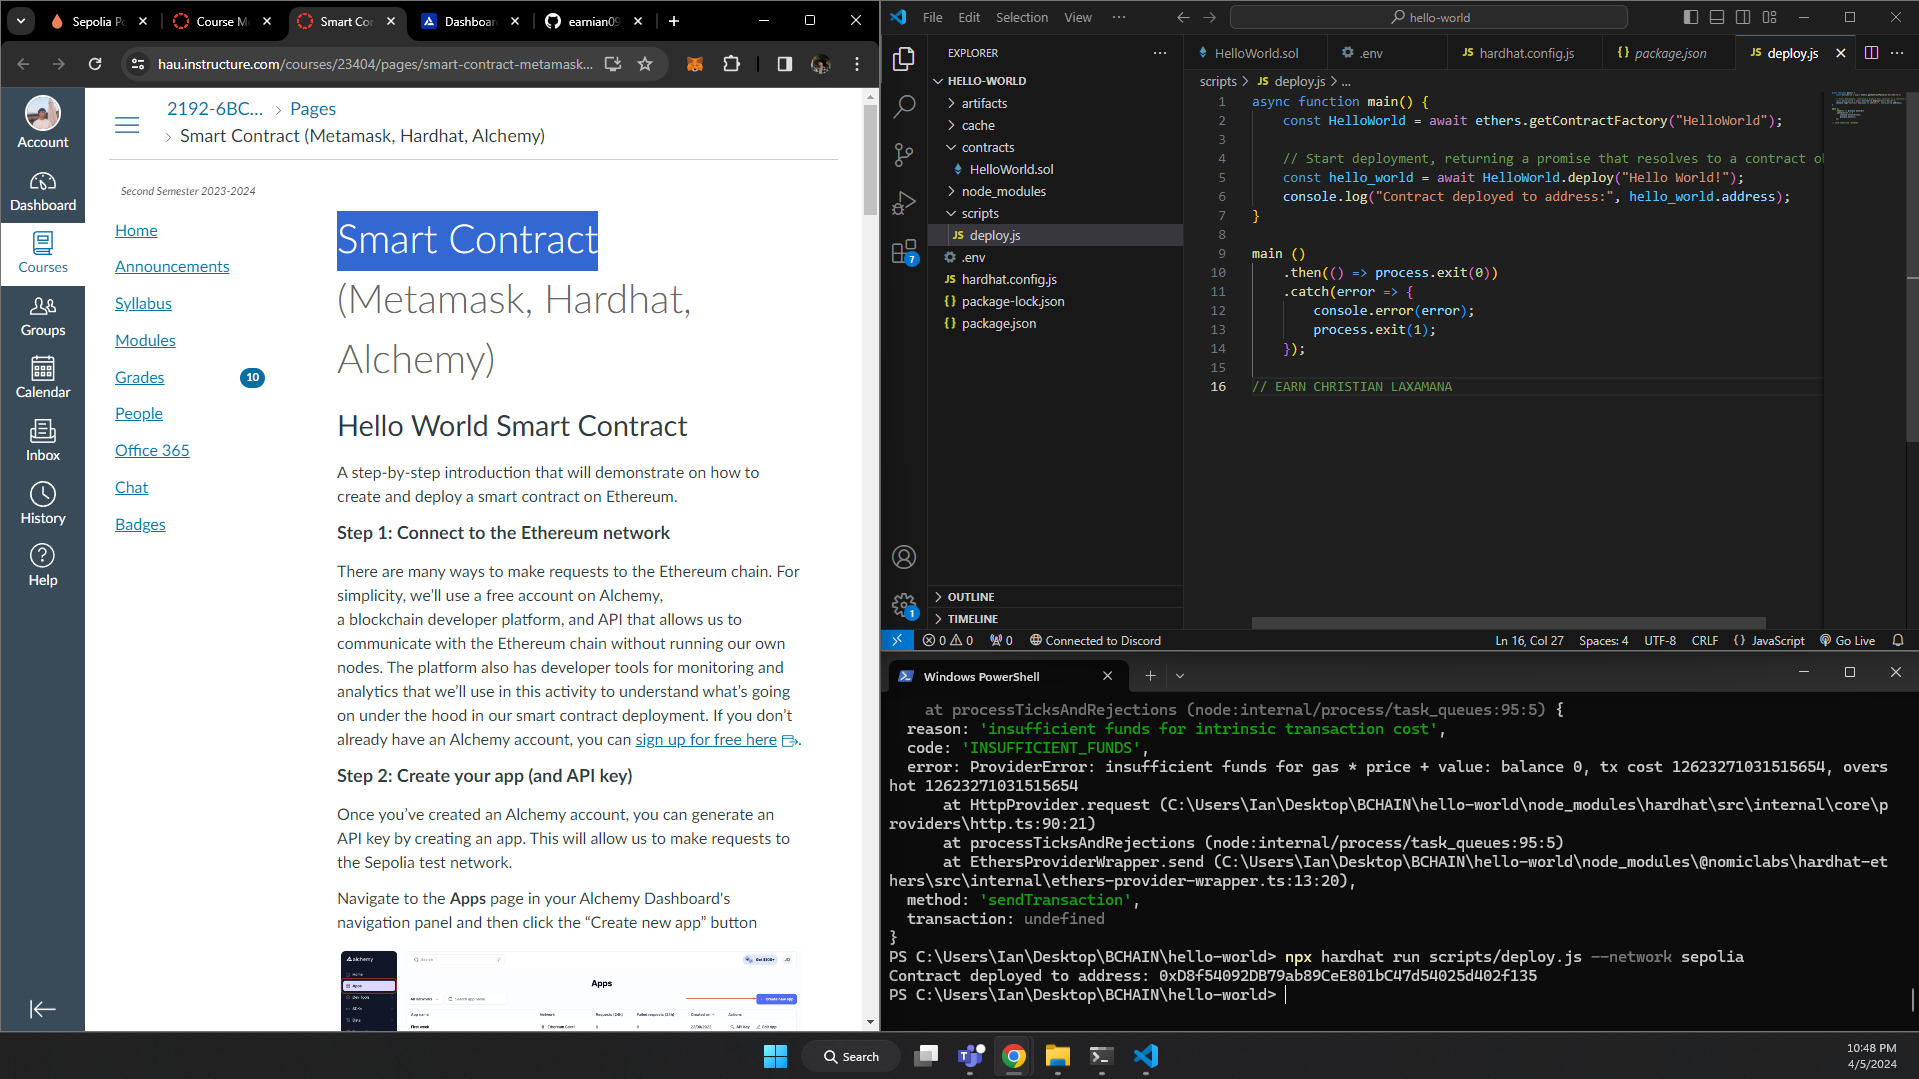 Sepolia Po
Course Mo
Smart Con
Dashboard
earnian09
hau.instructure.com/courses/23404/pages/smart-contract-metamask...
Account
Dashboard
Courses
Groups
Calendar
Inbox
History
Help
2192-6BC... > Pages
> Smart Contract (Metamask, Hardhat, Alchemy)
Second Semester 2023-2024
Home
Announcements
Syllabus
Modules
Grades 10
People
Office 365
Chat
Badges
Smart Contract
(Metamask, Hardhat,
Alchemy)
Hello World Smart Contract
A step-by-step introduction that will demonstrate on how to
create and deploy a smart contract on Ethereum.
Step 1: Connect to the Ethereum network
There are many ways to make requests to the Ethereum chain. For
simplicity, we'll use a free account on Alchemy,
a blockchain developer platform, and API that allows us to
communicate with the Ethereum chain without running our own
nodes. The platform also has developer tools for monitoring and
analytics that we'll use in this activity to understand what's going
on under the hood in our smart contract deployment. If you don't
already have an Alchemy account, you can sign up for free here.
Step 2: Create your app (and API key)
Once you've created an Alchemy account, you can generate an
API key by creating an app. This will allow us to make requests to
the Sepolia test network.
Navigate to the Apps page in your Alchemy Dashboard's
navigation panel and then click the “Create new app” button
alchemy
Home
Apps
Search
Apps
Create new app
File Edit Selection View ...
hello-world
EXPLORER
HELLO-WORLD
artifacts
cache
contracts
HelloWorld.sol
node_modules
scripts
JS deploy.js
.env
JS hardhat.config.js
{} package-lock.json
{} package.json
OUTLINE
TIMELINE
7
1
HelloWorld.sol
.env
JS hardhat.config.js
{} package.json
JS deploy.js
scripts > JS deploy.js > ...
1 async function main() {
2 const HelloWorld = await ethers.getContractFactory("HelloWorld");
3
4 // Start deployment, returning a promise that resolves to a contract ob
5 const hello_world = await HelloWorld.deploy("Hello World!");
6 console.log("Contract deployed to address:", hello_world.address);
7 }
8
9 main ()
10 .then(() => process.exit(0))
11 .catch(error => {
12 console.error(error);
13 process.exit(1);
14 });
15
16 // EARN CHRISTIAN LAXAMANA
0 0 0 Connected to Discord
Ln 16, Col 27 Spaces: 4 UTF-8 CRLF {} JavaScript Go Live
Windows PowerShell
at processTicksAndRejections (node:internal/process/task_queues:95:5) {
reason: 'insufficient funds for intrinsic transaction cost',
code: 'INSUFFICIENT_FUNDS',
error: ProviderError: insufficient funds for gas * price + value: balance 0, tx cost 12623271031515654, overs
hot 12623271031515654
at HttpProvider.request (C:\Users\Ian\Desktop\BCHAIN\hello-world\node_modules\hardhat\src\internal\core\p
roviders\http.ts:90:21)
at processTicksAndRejections (node:internal/process/task_queues:95:5)
at EthersProviderWrapper.send (C:\Users\Ian\Desktop\BCHAIN\hello-world\node_modules\@nomiclabs\hardhat-et
hers\src\internal\ethers-provider-wrapper.ts:13:20),
method: 'sendTransaction',
transaction: undefined
}
PS C:\Users\Ian\Desktop\BCHAIN\hello-world> npx hardhat run scripts/deploy.js --network sepolia
Contract deployed to address: 0xD8f54092DB79ab89CeE801bC47d54025d402f135
PS C:\Users\Ian\Desktop\BCHAIN\hello-world>
Search
10:48 PM
4/5/2024